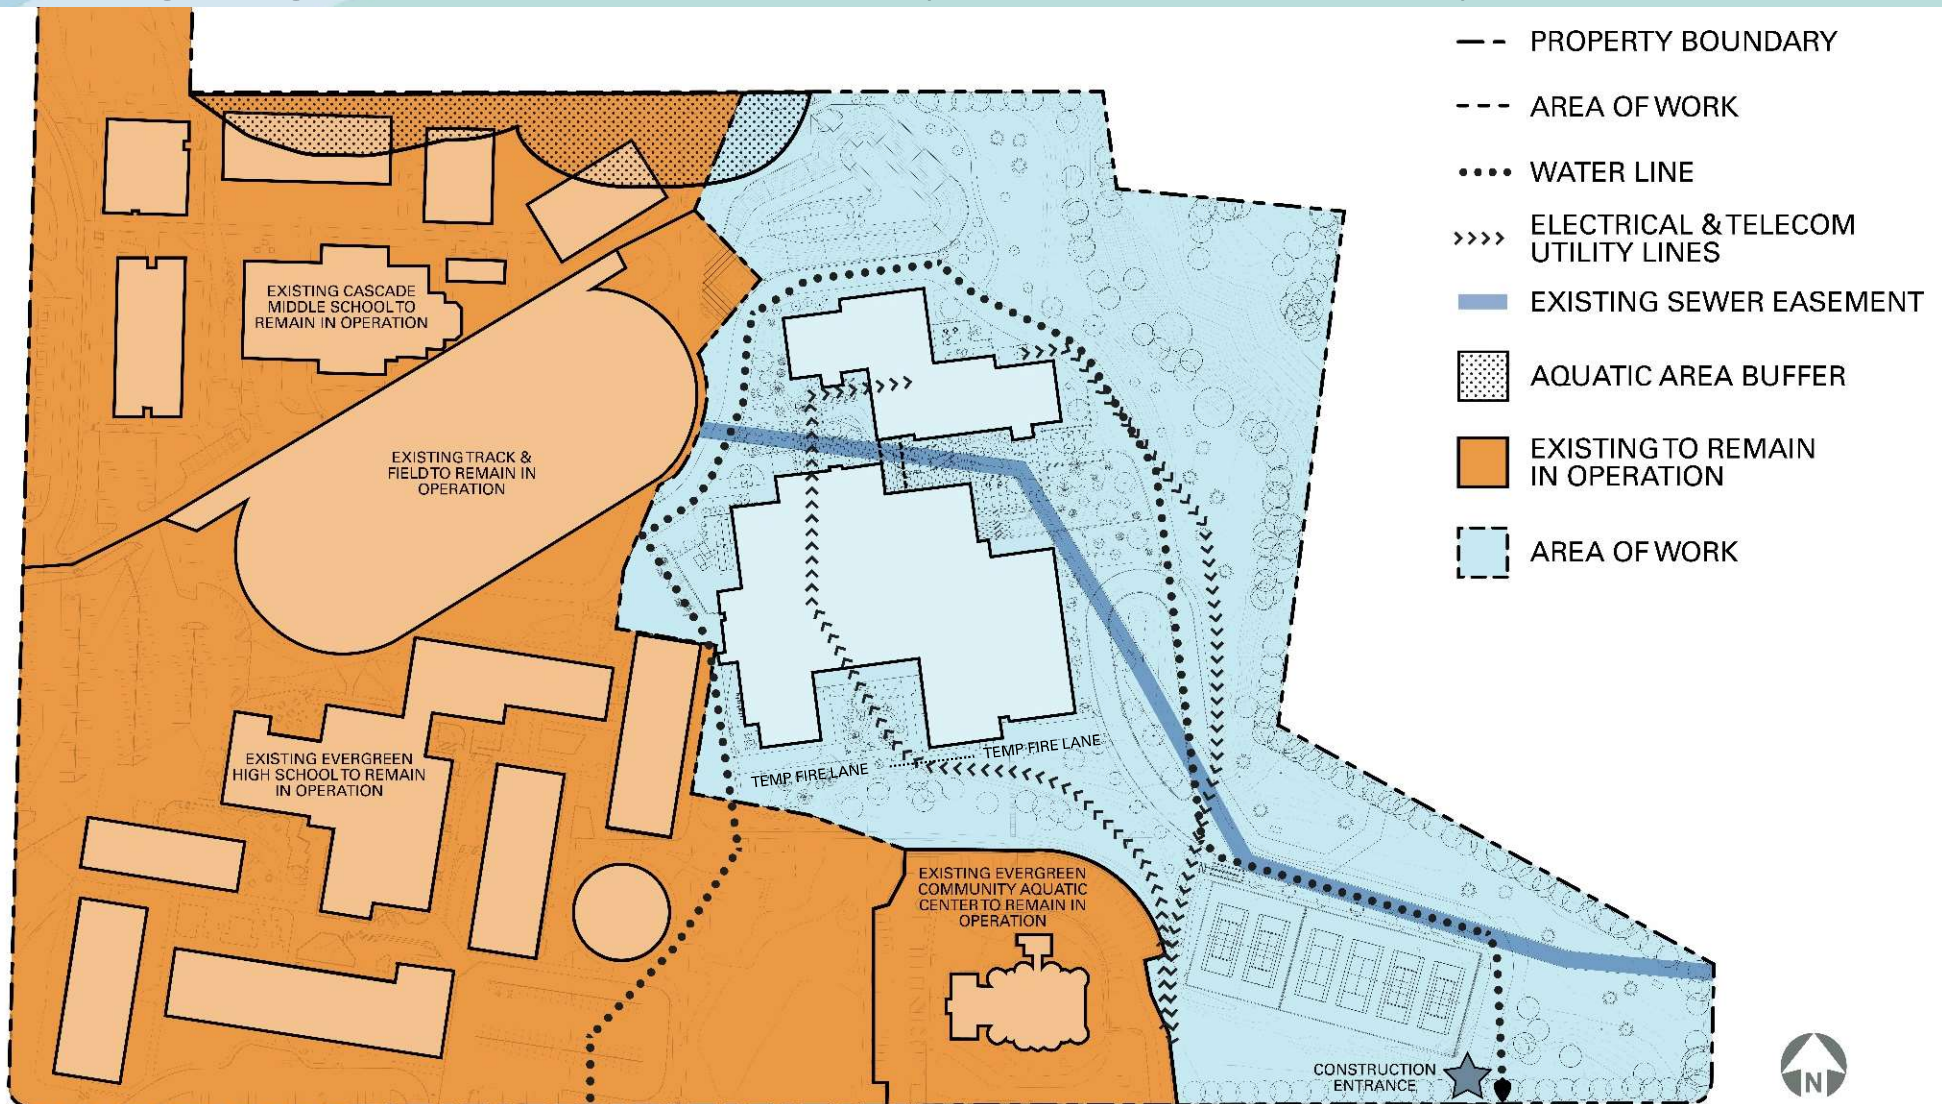 PROPERTY BOUNDARY
AREA OF WORK
WATER LINE
ELECTRICAL & TELECOM
UTILITY LINES
EXISTING SEWER EASEMENT
AQUATIC AREA BUFFER
EXISTING TO REMAIN
IN OPERATION
AREA OF WORK
EXISTING CASCADE
MIDDLE SCHOOL TO
REMAIN IN OPERATION
EXISTING TRACK &
FIELD TO REMAIN IN
OPERATION
EXISTING EVERGREEN
HIGH SCHOOL TO REMAIN
IN OPERATION
TEMP FIRE LANE
TEMP FIRE LANE
EXISTING EVERGREEN
COMMUNITY AQUATIC
CENTER TO REMAIN IN
OPERATION
CONSTRUCTION
ENTRANCE
N